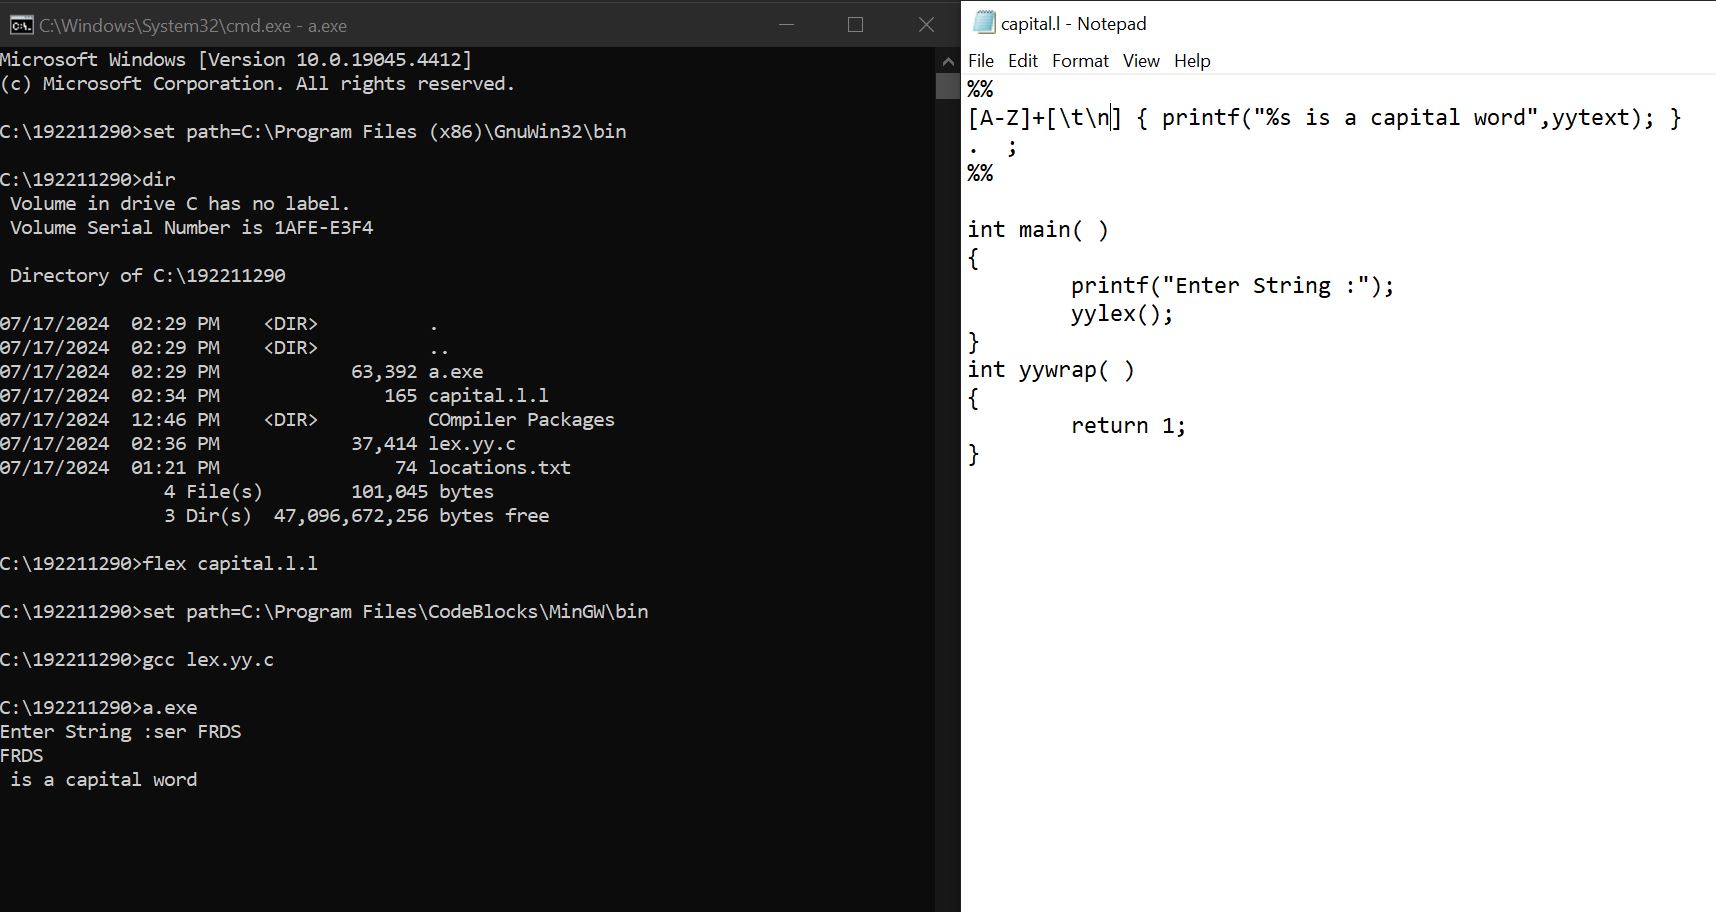 C:\Windows\System32\cmd.exe - a.exe
Microsoft Windows [Version 10.0.19045.4412]
(c) Microsoft Corporation. All rights reserved.
C:\192211290>set path=C:\Program Files (x86)\GnuWin32\bin
C:\192211290>dir
 Volume in drive C has no label.
 Volume Serial Number is 1AFE-E3F4
 Directory of C:\192211290
07/17/2024  02:29 PM    <DIR>          .
07/17/2024  02:29 PM    <DIR>          ..
07/17/2024  02:29 PM            63,392 a.exe
07/17/2024  02:34 PM               165 capital.l.l
07/17/2024  12:46 PM    <DIR>          COmpiler Packages
07/17/2024  02:36 PM            37,414 lex.yy.c
07/17/2024  01:21 PM                74 locations.txt
               4 File(s)        101,045 bytes
               3 Dir(s)  47,096,672,256 bytes free
C:\192211290>flex capital.l.l
C:\192211290>set path=C:\Program Files\CodeBlocks\MinGW\bin
C:\192211290>gcc lex.yy.c
C:\192211290>a.exe
Enter String :ser FRDS
FRDS
 is a capital word
capital.l - Notepad
File Edit Format View Help
%%
[A-Z]+[\t\n] { printf("%s is a capital word",yytext); }
.  ;
%%
int main( )
{
        printf("Enter String :");
        yylex();
}
int yywrap( )
{
        return 1;
}